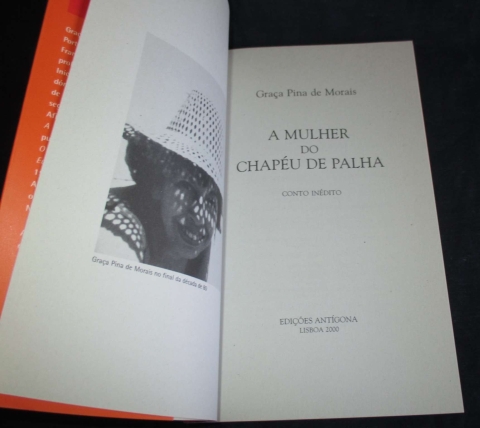 Graça Pina de Morais no final da década de
Graça Pina de Morais
A MULHER
DO
CHAPÉU DE PALHA
CONTO INÉDITO
EDIÇÕES ANTÍGONA
LISBOA 2000